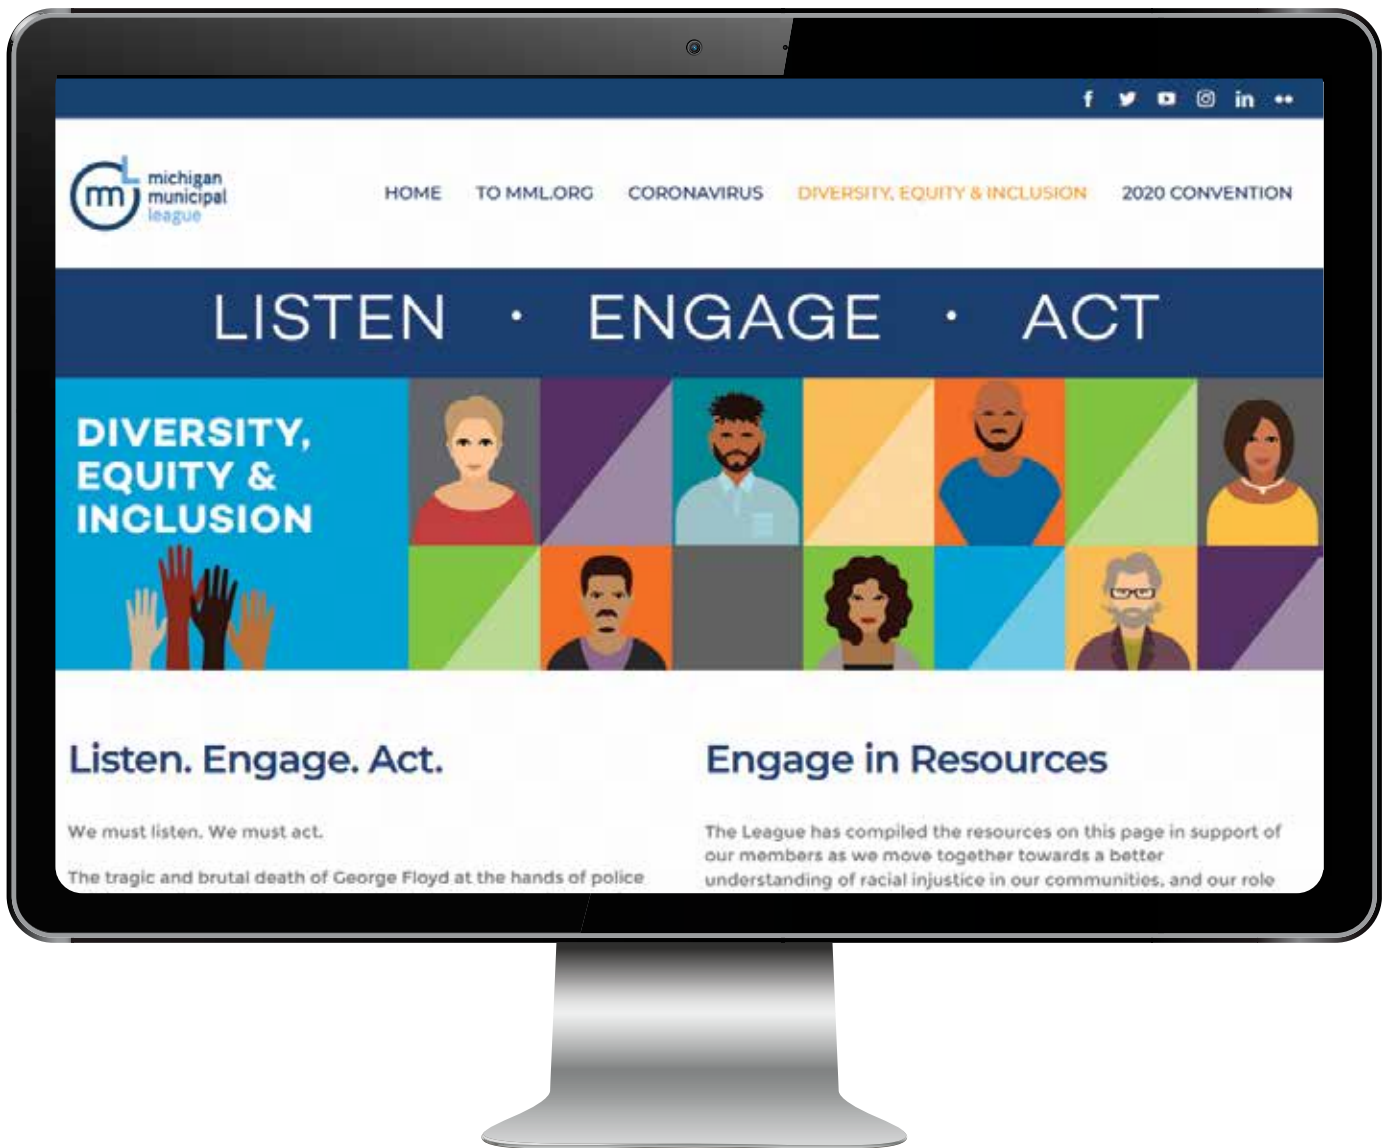 michigan
municipal
league
HOME TO MML.ORG CORONAVIRUS DIVERSITY, EQUITY & INCLUSION 2020 CONVENTION
LISTEN · ENGAGE · ACT
DIVERSITY,
EQUITY &
INCLUSION
Listen. Engage. Act.
We must listen. We must act.
The tragic and brutal death of George Floyd at the hands of police
Engage in Resources
The League has compiled the resources on this page in support of
our members as we move together towards a better
understanding of racial injustice in our communities, and our role